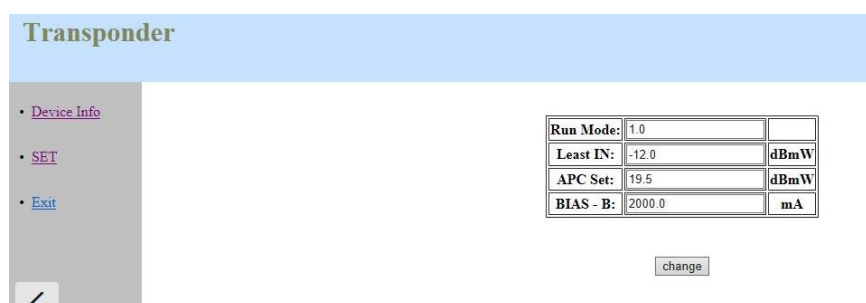 Transponder
• Device Info
• SET
• Exit
Run Mode: 1.0
Least IN: -12.0 dBmW
APC Set: 19.5 dBmW
BIAS - B: 2000.0 mA
change